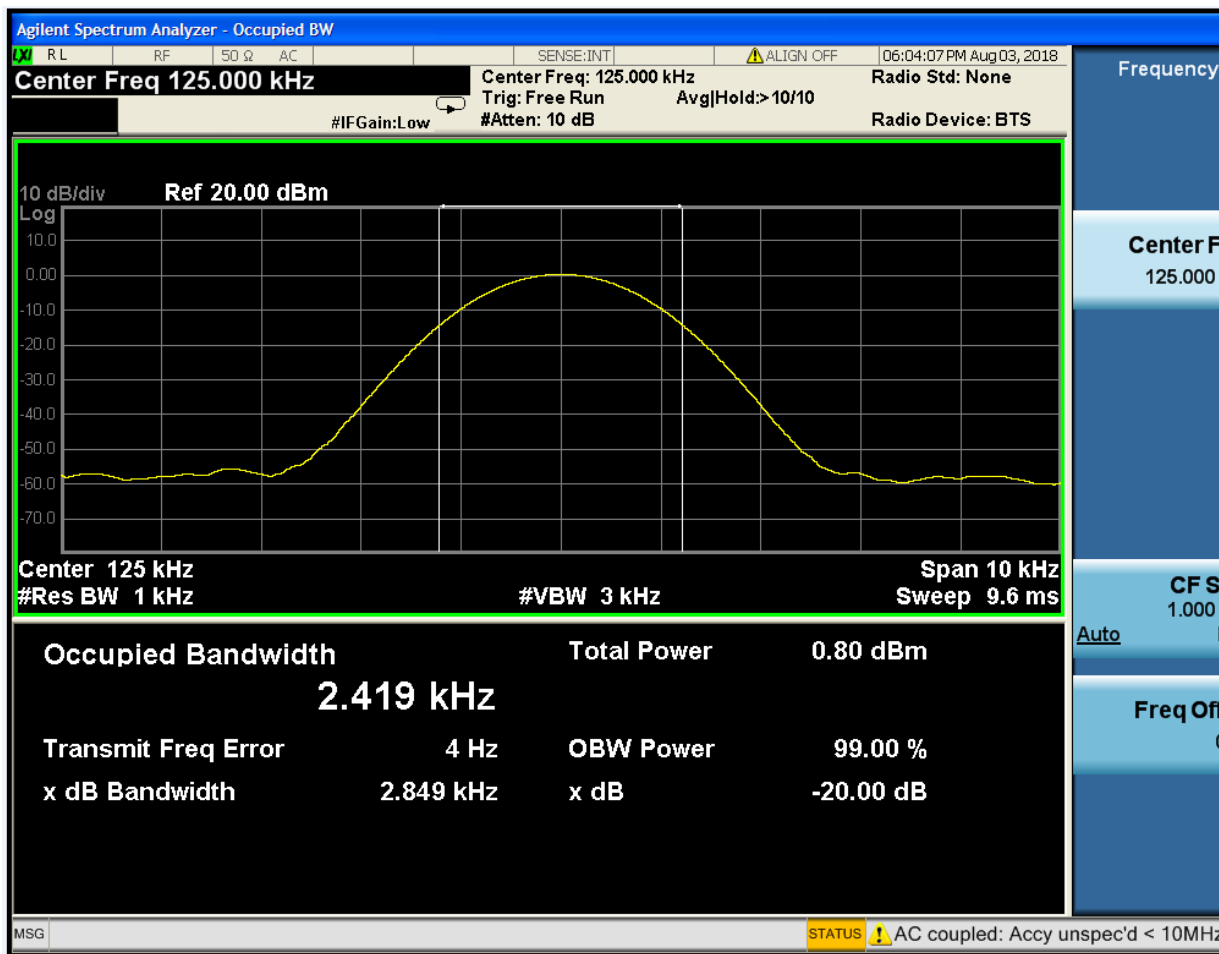 Agilent Spectrum Analyzer - Occupied BW
LXI RL RF 50 Ω AC SENSE:INT ALIGN OFF 06:04:07 PM Aug 03, 2018
Center Freq 125.000 kHz
Center Freq: 125.000 kHz Radio Std: None
Trig: Free Run Avg|Hold:> 10/10
#IFGain:Low #Atten: 10 dB Radio Device: BTS
10 dB/div Ref 20.00 dBm
Log
10.0
0.00
-10.0
-20.0
-30.0
-40.0
-50.0
-60.0
-70.0
Center 125 kHz Span 10 kHz
#Res BW 1 kHz #VBW 3 kHz Sweep 9.6 ms
Occupied Bandwidth Total Power 0.80 dBm
2.419 kHz
Transmit Freq Error 4 Hz OBW Power 99.00 %
x dB Bandwidth 2.849 kHz x dB -20.00 dB
Frequency
Center F
125.000
CF S
1.000
Auto
Freq Off
MSG STATUS AC coupled: Accy unspec'd < 10MHz